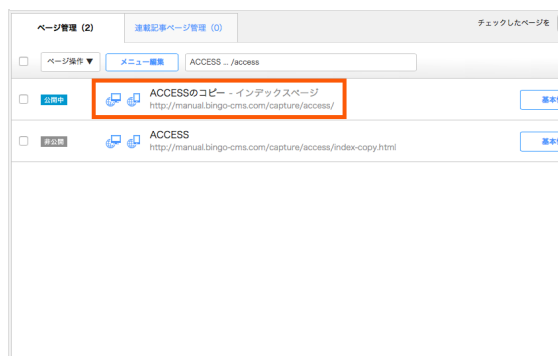 ページ管理（2）
連載記事ページ管理（0）
チェックしたページを
ページ操作 ▼
メニュー編集
ACCESS ... /access
公開中
ACCESSのコピー - インデックスページ
http://manual.bingo-cms.com/capture/access/
基本
非公開
ACCESS
http://manual.bingo-cms.com/capture/access/index-copy.html
基本